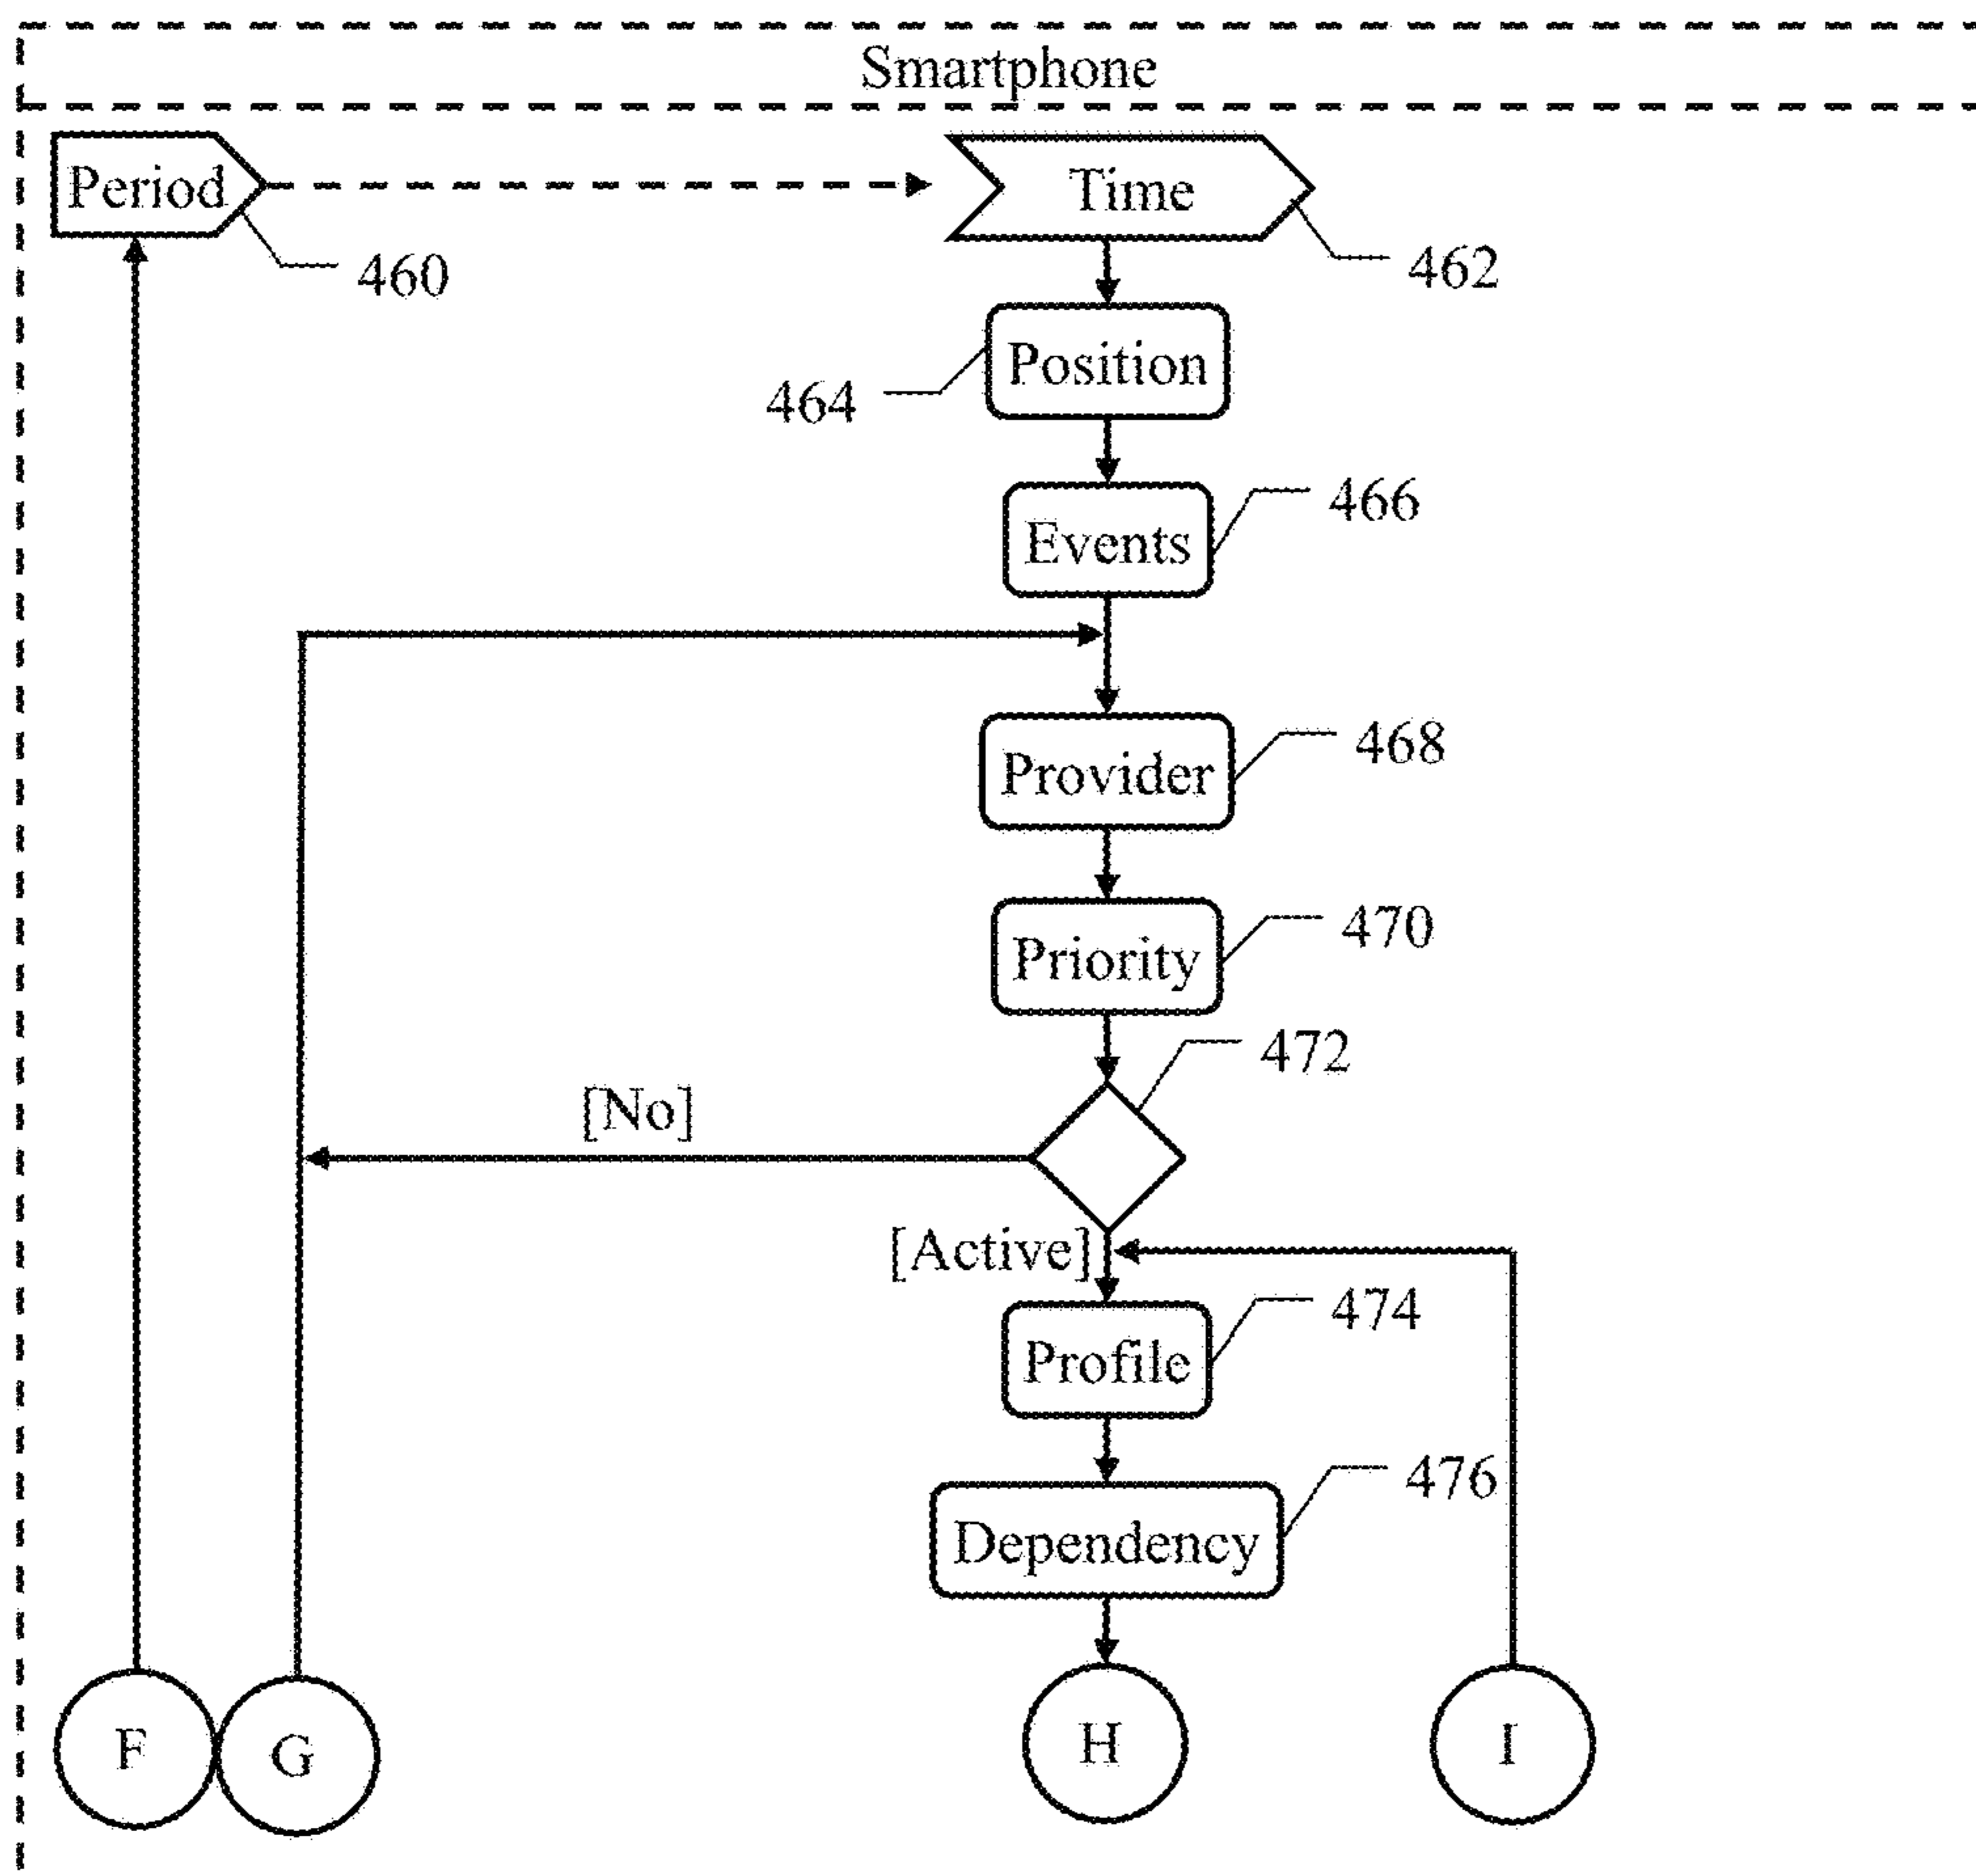 Smartphone
Period
Time
460
462
Position
464
466
Events
468
Provider
470
Priority
472
[No]
[Active]
474
Profile
476
Dependency
F
G
H
I